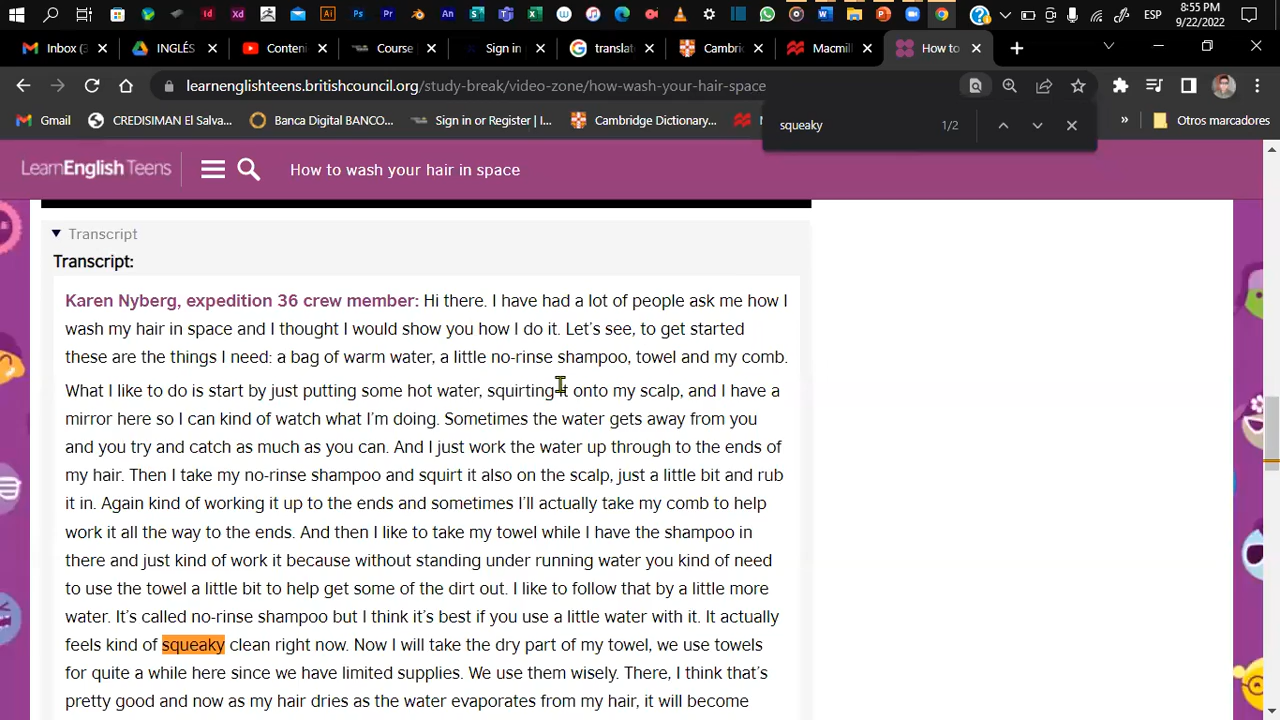 8:55 PM
ESP
9/22/2022
Inbox (3
INGLÉS
Conteni
Course
Sign in
translat
Cambri
Macmill
How to
learnenglishteens.britishcouncil.org/study-break/video-zone/how-wash-your-hair-space
Gmail
CREDISIMAN El Salva...
Banca Digital BANCO...
Sign in or Register | I...
Cambridge Dictionar...
»
Otros marcadores
squeaky
1/2
LearnEnglish Teens
How to wash your hair in space
Transcript
Transcript:
Karen Nyberg, expedition 36 crew member: Hi there. I have had a lot of people ask me how I
wash my hair in space and I thought I would show you how I do it. Let's see, to get started
these are the things I need: a bag of warm water, a little no-rinse shampoo, towel and my comb.
What I like to do is start by just putting some hot water, squirting it onto my scalp, and I have a
mirror here so I can kind of watch what I'm doing. Sometimes the water gets away from you
and you try and catch as much as you can. And I just work the water up through to the ends of
my hair. Then I take my no-rinse shampoo and squirt it also on the scalp, just a little bit and rub
it in. Again kind of working it up to the ends and sometimes I'll actually take my comb to help
work it all the way to the ends. And then I like to take my towel while I have the shampoo in
there and just kind of work it because without standing under running water you kind of need
to use the towel a little bit to help get some of the dirt out. I like to follow that by a little more
water. It's called no-rinse shampoo but I think it's best if you use a little water with it. It actually
feels kind of squeaky clean right now. Now I will take the dry part of my towel, we use towels
for quite a while here since we have limited supplies. We use them wisely. There, I think that's
pretty good and now as my hair dries as the water evaporates from my hair, it will become